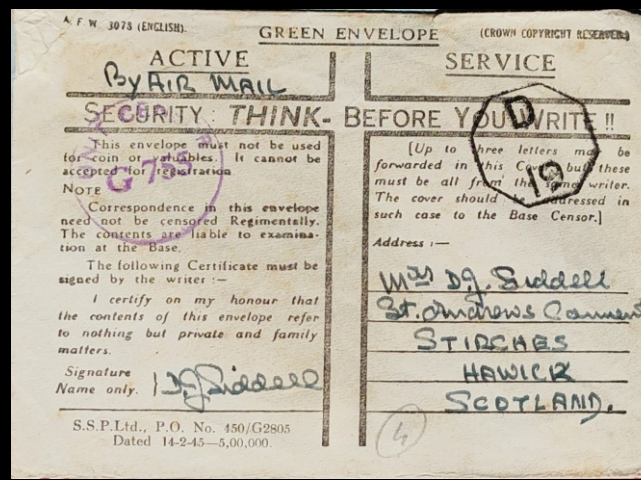 A. F. W. 3078 (ENGLISH).
GREEN ENVELOPE
(CROWN COPYRIGHT RESERVED)
ACTIVE
SERVICE
By AIR MAIL
SECURITY: THINK- BEFORE YOU WRITE !!
This envelope must not be used
for coin or valuables. It cannot be
accepted for registration.
NOTE
Correspondence in this envelope
need not be censored Regimentally.
The contents are liable to examina-
tion at the Base.
The following Certificate must be
signed by the writer :—
I certify on my honour that
the contents of this envelope refer
to nothing but private and family
matters.
Signature
Name only.
DJ Siddell
S.S.P.Ltd., P.O. No. 450/G2805
Dated 14-2-45—5,00,000.
G 755
D
19
[Up to three letters may be
forwarded in this Cover but these
must be all from the same writer.
The cover should be addressed in
such case to the Base Censor.]
Address :—
Mrs D.J. Siddell
St. Andrews Convent
STIRCHES
HAWICK
SCOTLAND.
4